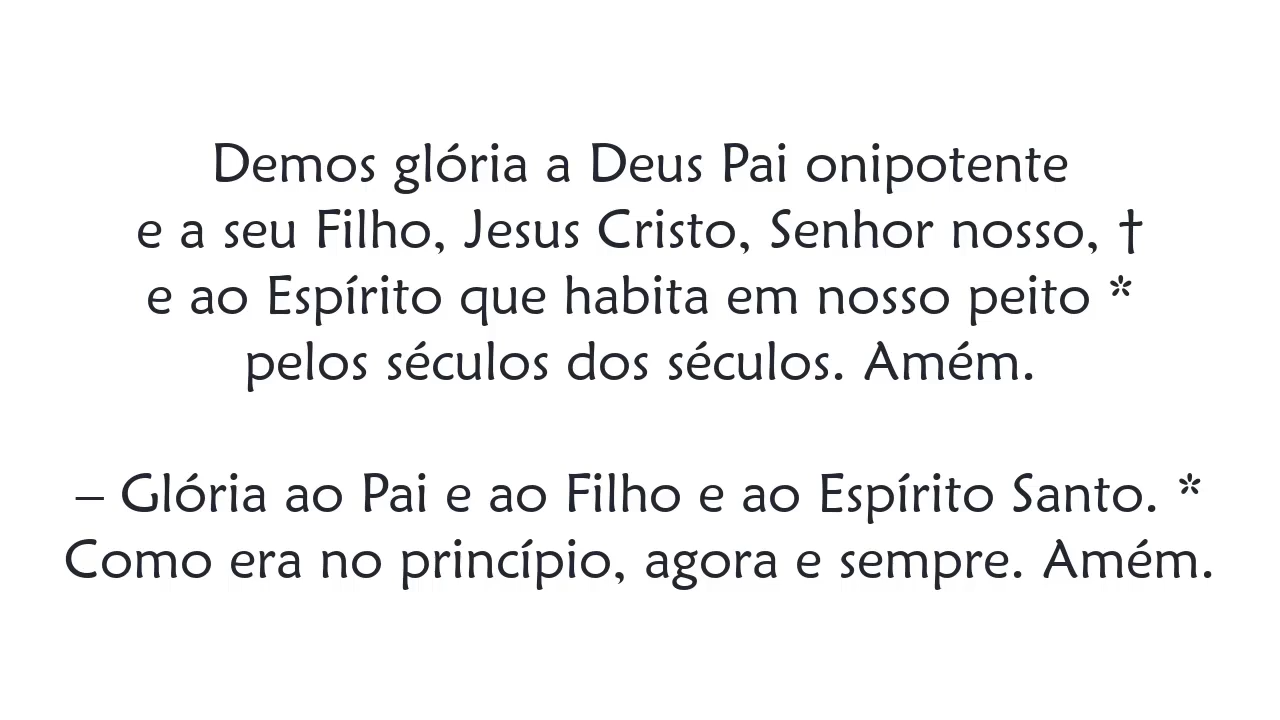 Demos glória a Deus Pai onipotente
e a seu Filho, Jesus Cristo, Senhor nosso, †
e ao Espírito que habita em nosso peito *
pelos séculos dos séculos. Amém.
– Glória ao Pai e ao Filho e ao Espírito Santo. *
Como era no princípio, agora e sempre. Amém.